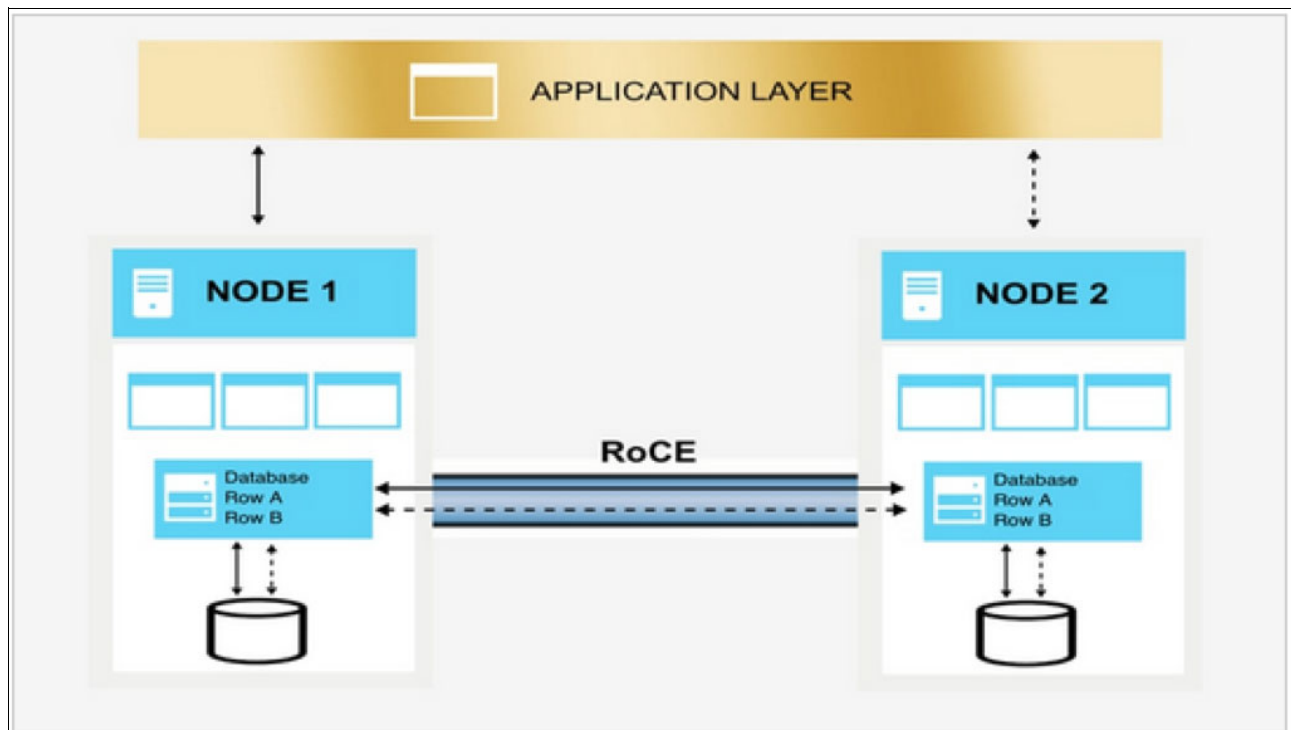 APPLICATION LAYER
NODE 1
NODE 2
RoCE
Database
Row A
Row B
Database
Row A
Row B